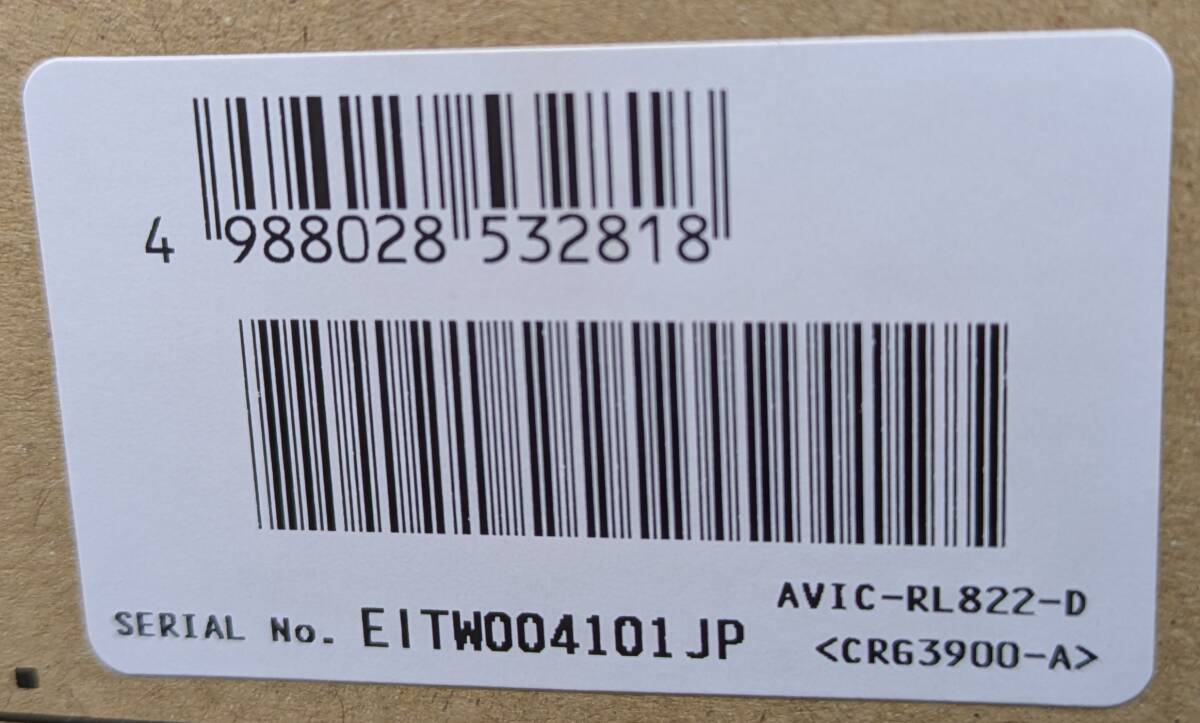 4 988028 532818
AVIC-RL822-D
SERIAL No. EITW004101JP
<CRG3900-A>